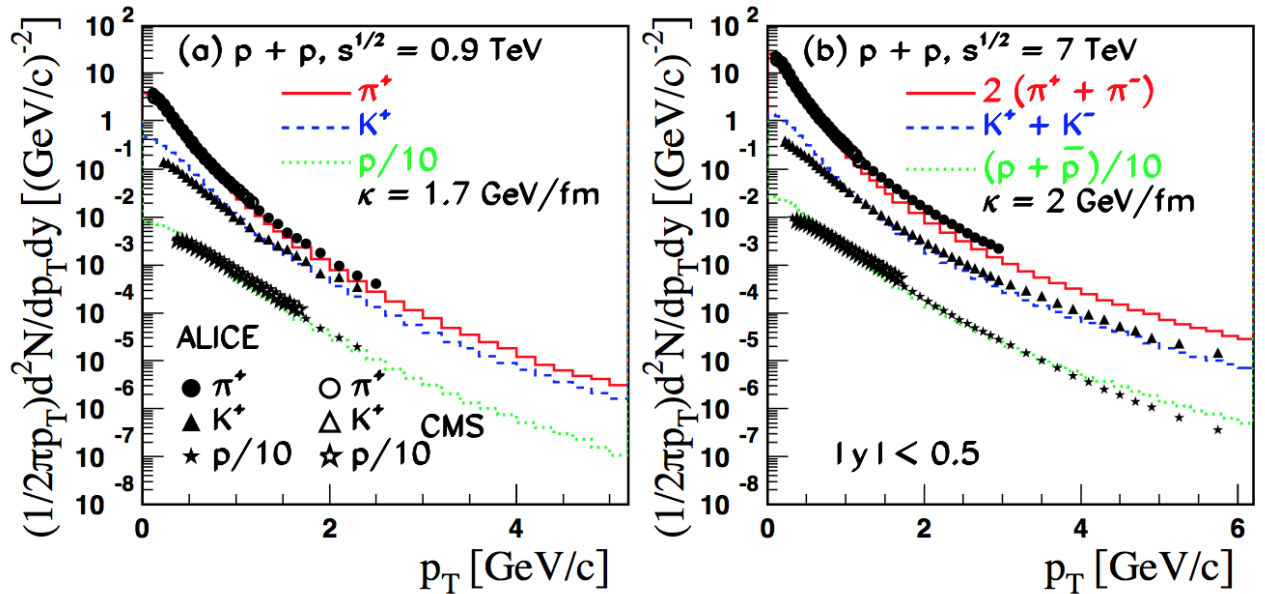 (1/2πp_T)d²N/dp_Tdy [(GeV/c)⁻²]
10²
10
1
10⁻¹
10⁻²
10⁻³
10⁻⁴
10⁻⁵
10⁻⁶
10⁻⁷
10⁻⁸
(a) p + p, s^{1/2} = 0.9 TeV
π⁺
K⁺
p/10
κ = 1.7 GeV/fm
ALICE
π⁺ π⁺
K⁺ K⁺ CMS
p/10 p/10
0 2 4
p_T [GeV/c]
(1/2πp_T)d²N/dp_Tdy [(GeV/c)⁻²]
10²
10
1
10⁻¹
10⁻²
10⁻³
10⁻⁴
10⁻⁵
10⁻⁶
10⁻⁷
10⁻⁸
(b) p + p, s^{1/2} = 7 TeV
2 (π⁺ + π⁻)
K⁺ + K⁻
(p + p̄)/10
κ = 2 GeV/fm
|y| < 0.5
0 2 4 6
p_T [GeV/c]